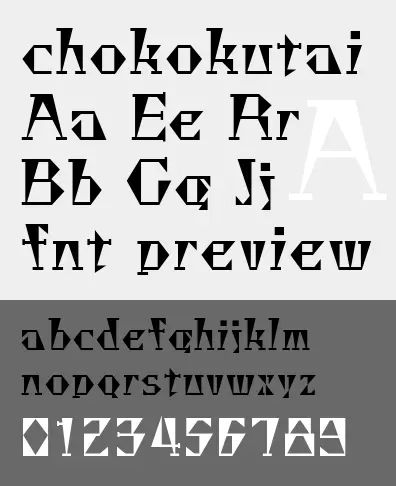 chokokutai
Aa Ee Rr
A
Bb Gg Jj
fnt preview
abcdefghijklm
nopqrstuvwxyz
0123456789